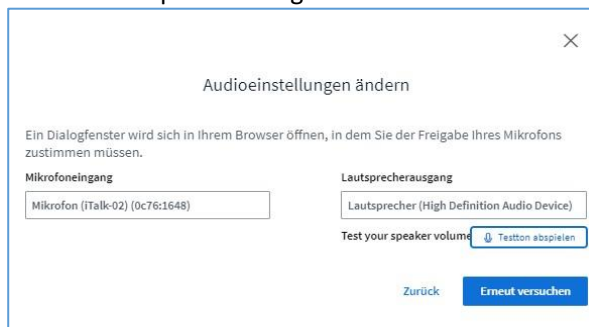 Audioeinstellungen ändern
Ein Dialogfenster wird sich in Ihrem Browser öffnen, in dem Sie der Freigabe Ihres Mikrofons
zustimmen müssen.
Mikrofoneingang
Lautsprecherausgang
Mikrofon (iTalk-02) (0c76:1648)
Lautsprecher (High Definition Audio Device)
Test your speaker volume
Testton abspielen
Zurück
Erneut versuchen